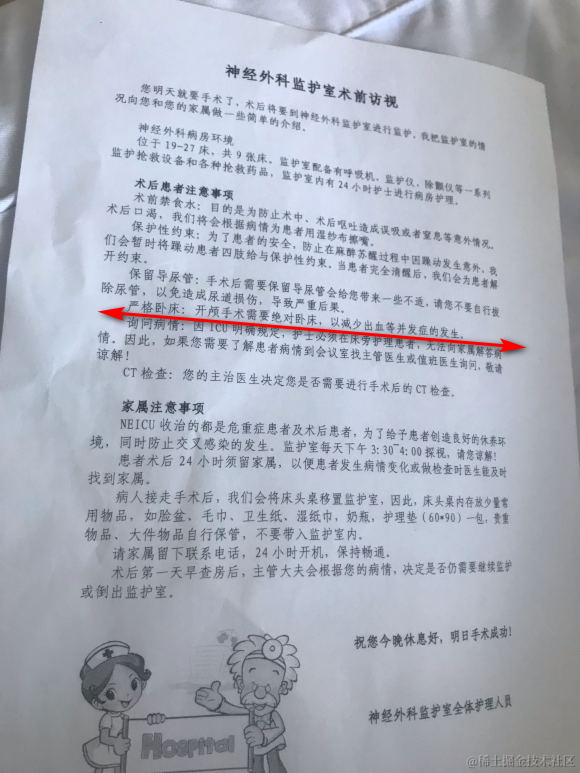 神经外科监护室术前访视
您明天就要手术了，术后将要到神经外科监护室进行监护，我把监护室的情
况向您和您的家属做一些简单的介绍。
神经外科病房环境
位于19-27床，共9张床。监护室配备有呼吸机，监护仪，除颤仪等一系列
监护抢救设备和各种抢救药品，监护室内有24小时护士进行病房护理。
术后患者注意事项
术前禁食水：目的是为防止术中、术后呕吐造成误吸或者窒息等意外情况。
术后口渴，我们将会根据病情为患者用湿纱布擦嘴。
保护性约束：为了患者的安全，防止在麻醉苏醒过程中因躁动发生意外，我
们会暂时将躁动患者四肢给与保护性约束。当患者完全清醒后，我们会为患者解
开约束。
保留导尿管：手术后需要保留导尿管会给您带来一些不适，请您不要自行拔
除尿管，以免造成尿道损伤，导致严重后果。
严格卧床：开颅手术需要绝对卧床，以减少出血等并发症的发生。
询问病情：因ICU明确规定，护士必须在床旁护理患者，无法向家属解答病
情。因此，如果您需要了解患者病情到会议室找主管医生或值班医生询问，敬请
谅解！
CT检查：您的主治医生决定您是否需要进行手术后的CT检查。
家属注意事项
NEICU收治的都是危重症患者及术后患者，为了给予患者创造良好的休养环
境，同时防止交叉感染的发生。监护室每天下午3:30~4:00探视，请您谅解！
患者术后24小时须留家属，以便患者发生病情变化或做检查时医生能及时
找到家属。
病人接走手术后，我们会将床头桌移置监护室，因此，床头桌内存放少量常
用物品，如脸盆，毛巾、卫生纸、湿纸巾，奶瓶，护理垫（60*90）一包，贵重
物品、大件物品自行保管，不要带入监护室内。
请家属留下联系电话，24小时开机，保持畅通。
术后第一天早查房后，主管大夫会根据您的病情，决定是否仍需要继续监护
或倒出监护室。
祝您今晚休息好，明日手术成功！
神经外科监护室全体护理人员
Hospital
@稀土掘金技术社区